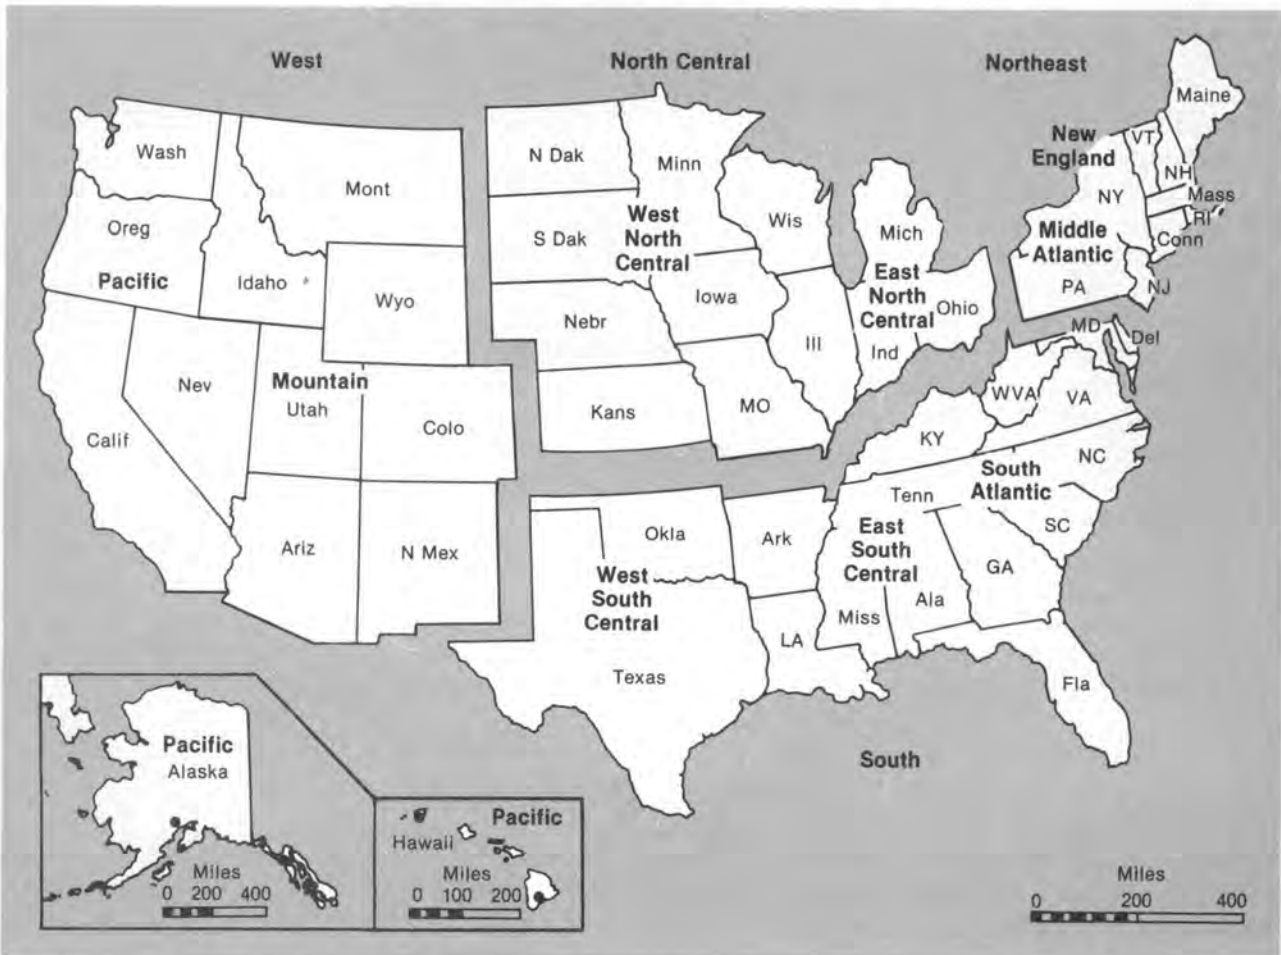 West
North Central
Northeast
Wash
Oreg
Pacific
Calif
Nev
Idaho
Mont
Wyo
Mountain
Utah
Colo
Ariz
N Mex
N Dak
S Dak
Nebr
Kans
Minn
West
North
Central
Iowa
MO
Wis
Ill
Mich
East
North
Central
Ind
Ohio
New
England
Maine
VT
NH
Mass
RI
Conn
NY
Middle
Atlantic
PA
NJ
MD
Del
WVA
VA
KY
NC
South
Atlantic
Tenn
SC
East
South
Central
GA
Miss
Ala
Fla
Okla
Ark
West
South
Central
LA
Texas
South
Pacific
Alaska
Miles
0 200 400
Pacific
Hawaii
Miles
0 100 200
Miles
0 200 400